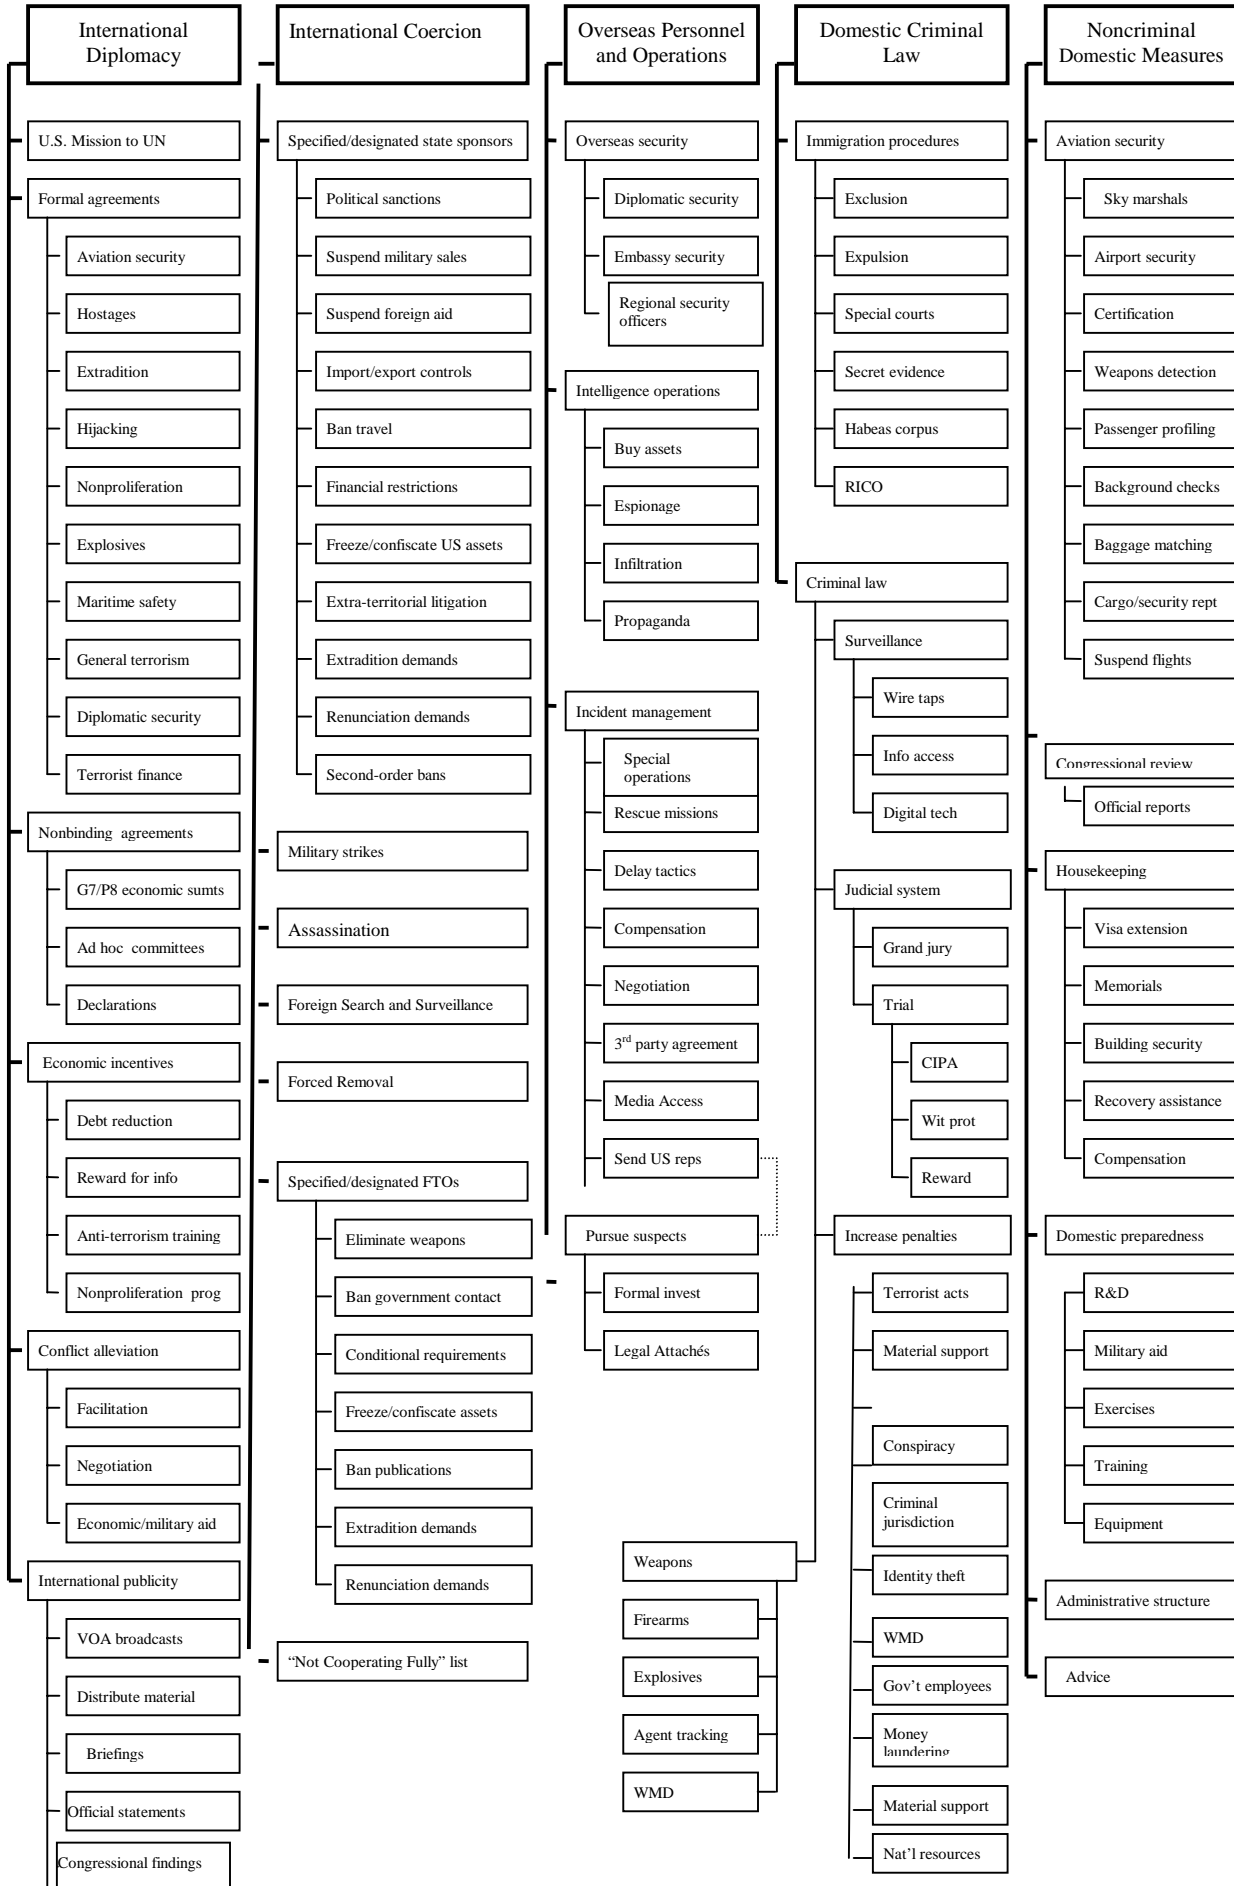 International
Diplomacy
U.S. Mission to UN
Formal agreements
Aviation security
Hostages
Extradition
Hijacking
Nonproliferation
Explosives
Maritime safety
General terrorism
Diplomatic security
Terrorist finance
Nonbinding agreements
G7/P8 economic sumts
Ad hoc committees
Declarations
Economic incentives
Debt reduction
Reward for info
Anti-terrorism training
Nonproliferation prog
Conflict alleviation
Facilitation
Negotiation
Economic/military aid
International publicity
VOA broadcasts
Distribute material
Briefings
Official statements
Congressional findings
International Coercion
Specified/designated state sponsors
Political sanctions
Suspend military sales
Suspend foreign aid
Import/export controls
Ban travel
Financial restrictions
Freeze/confiscate US assets
Extra-territorial litigation
Extradition demands
Renunciation demands
Second-order bans
Military strikes
Assassination
Foreign Search and Surveillance
Forced Removal
Specified/designated FTOs
Eliminate weapons
Ban government contact
Conditional requirements
Freeze/confiscate assets
Ban publications
Extradition demands
Renunciation demands
“Not Cooperating Fully” list
Overseas Personnel
and Operations
Overseas security
Diplomatic security
Embassy security
Regional security
officers
Intelligence operations
Buy assets
Espionage
Infiltration
Propaganda
Incident management
Special
operations
Rescue missions
Delay tactics
Compensation
Negotiation
3rd party agreement
Media Access
Send US reps
Pursue suspects
Formal invest
Legal Attachés
Domestic Criminal
Law
Immigration procedures
Exclusion
Expulsion
Special courts
Secret evidence
Habeas corpus
RICO
Criminal law
Surveillance
Wire taps
Info access
Digital tech
Judicial system
Grand jury
Trial
CIPA
Wit prot
Reward
Increase penalties
Terrorist acts
Material support
Conspiracy
Criminal
jurisdiction
Identity theft
WMD
Gov’t employees
Money
laundering
Material support
Nat’l resources
Weapons
Firearms
Explosives
Agent tracking
WMD
Noncriminal
Domestic Measures
Aviation security
Sky marshals
Airport security
Certification
Weapons detection
Passenger profiling
Background checks
Baggage matching
Cargo/security rept
Suspend flights
Congressional review
Official reports
Housekeeping
Visa extension
Memorials
Building security
Recovery assistance
Compensation
Domestic preparedness
R&D
Military aid
Exercises
Training
Equipment
Administrative structure
Advice